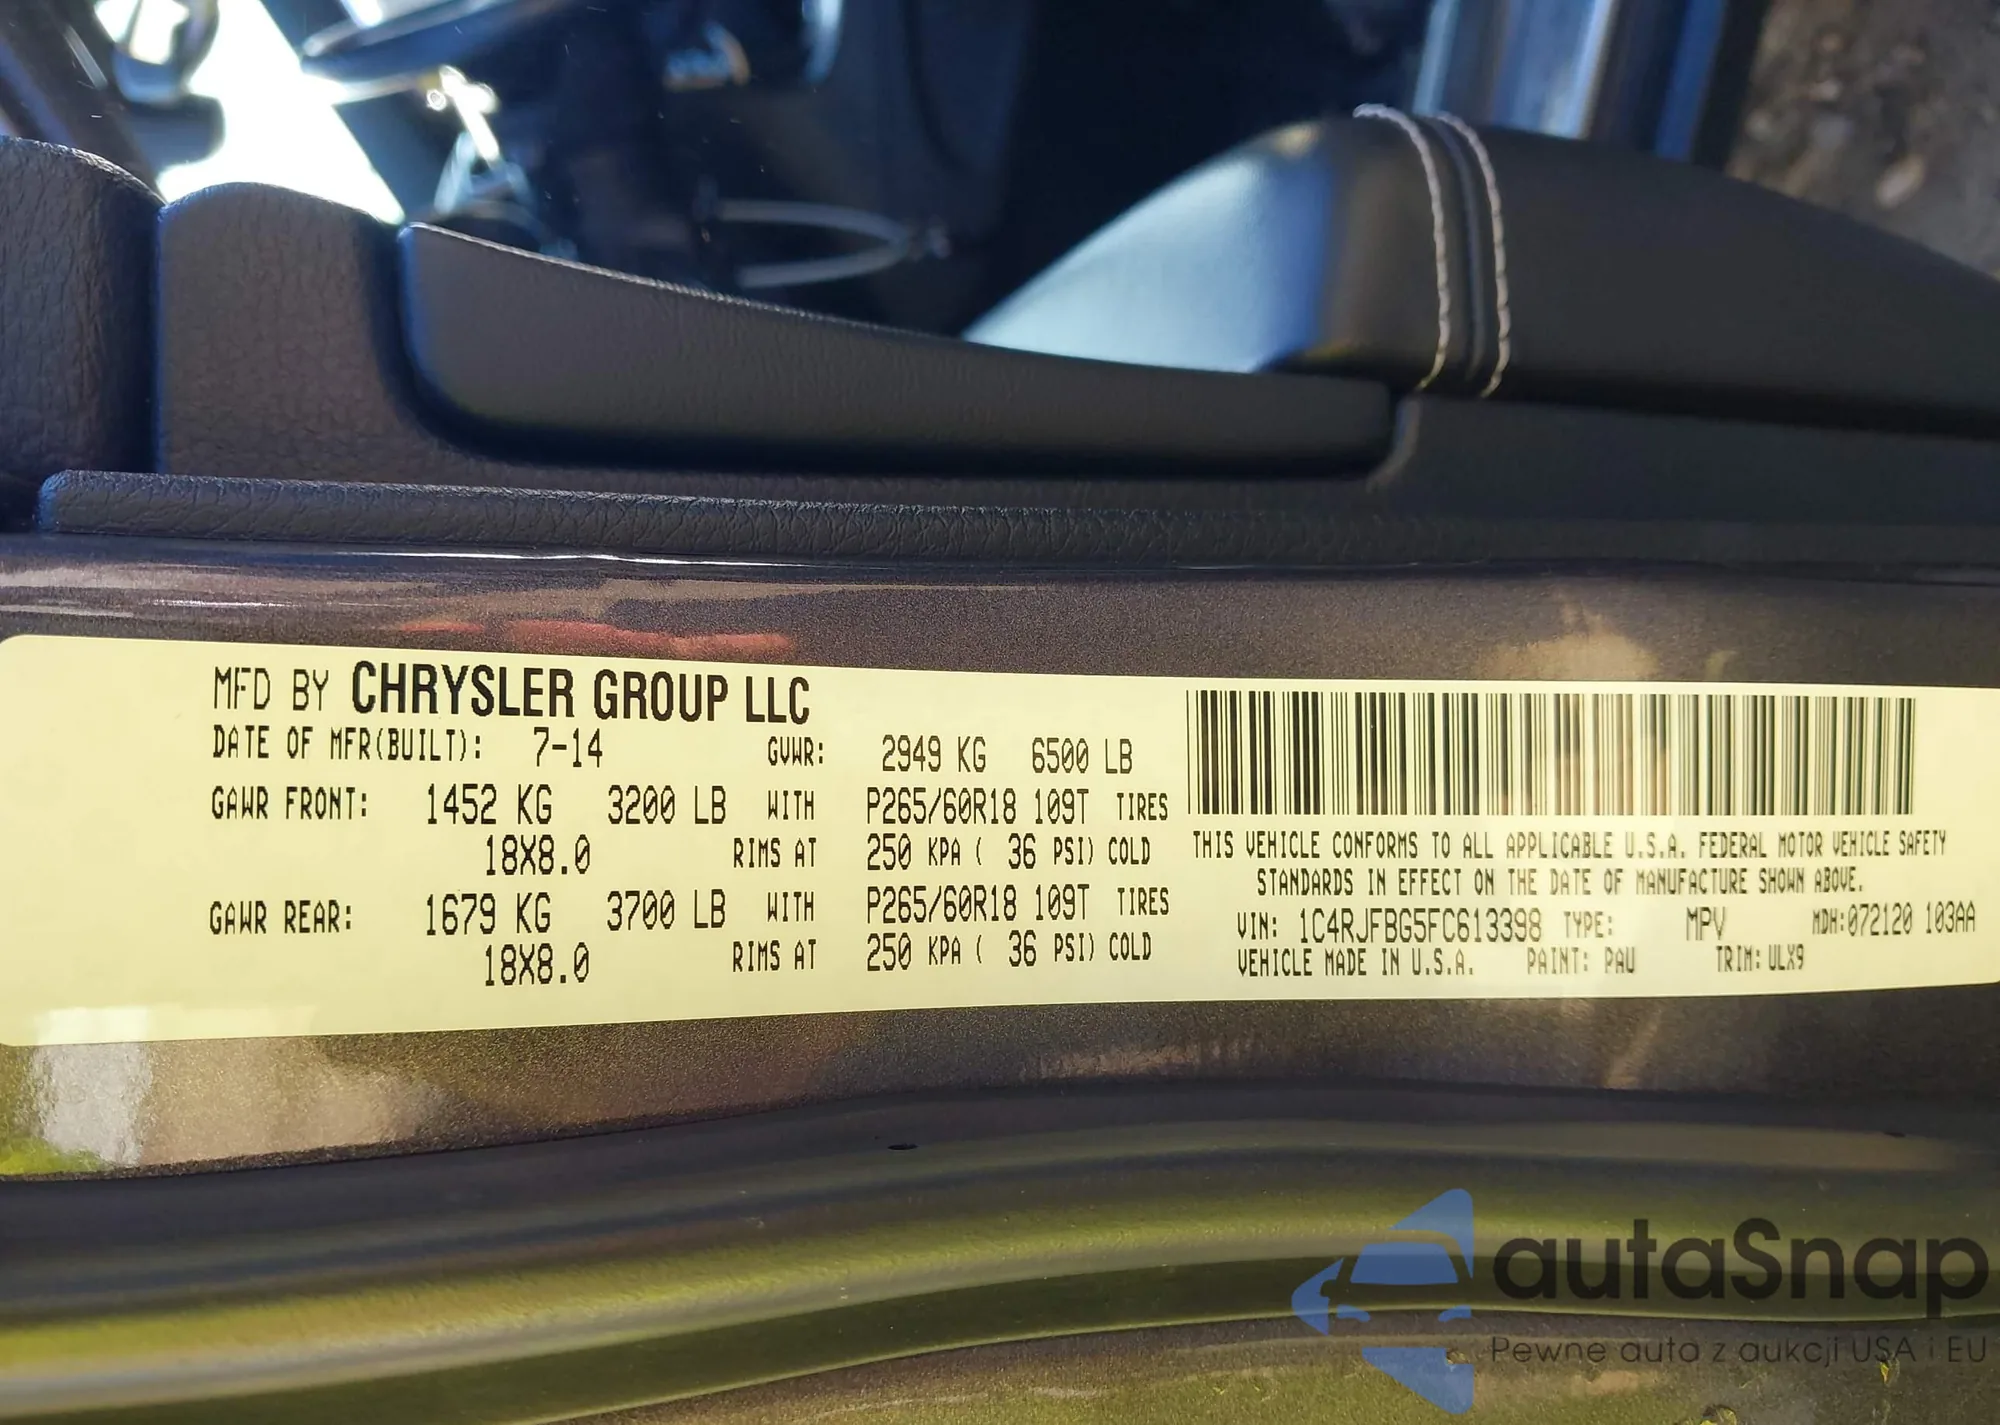 MFD BY CHRYSLER GROUP LLC
DATE OF MFR(BUILT): 7-14 GVWR: 2949 KG 6500 LB
GAWR FRONT: 1452 KG 3200 LB WITH P265/60R18 109T TIRES
18X8.0 RIMS AT 250 KPA ( 36 PSI) COLD
GAWR REAR: 1679 KG 3700 LB WITH P265/60R18 109T TIRES
18X8.0 RIMS AT 250 KPA ( 36 PSI) COLD
THIS VEHICLE CONFORMS TO ALL APPLICABLE U.S.A. FEDERAL MOTOR VEHICLE SAFETY
STANDARDS IN EFFECT ON THE DATE OF MANUFACTURE SHOWN ABOVE.
VIN: 1C4RJFBG5FC613398 TYPE: MPV MDH:072120 103AA
VEHICLE MADE IN U.S.A. PAINT: PAU TRIM: ULX9
autaSnap
Pewne auta z aukcji USA i EU